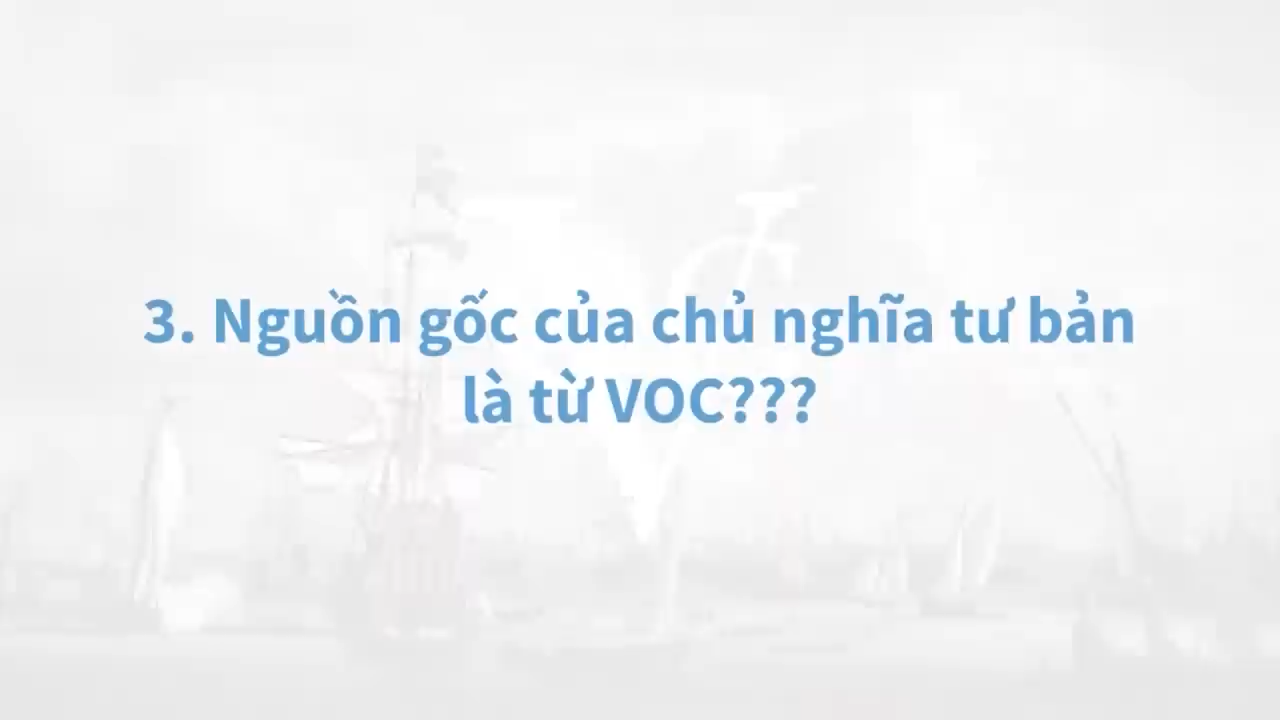 3. Nguồn gốc của chủ nghĩa tư bản
là từ VOC???